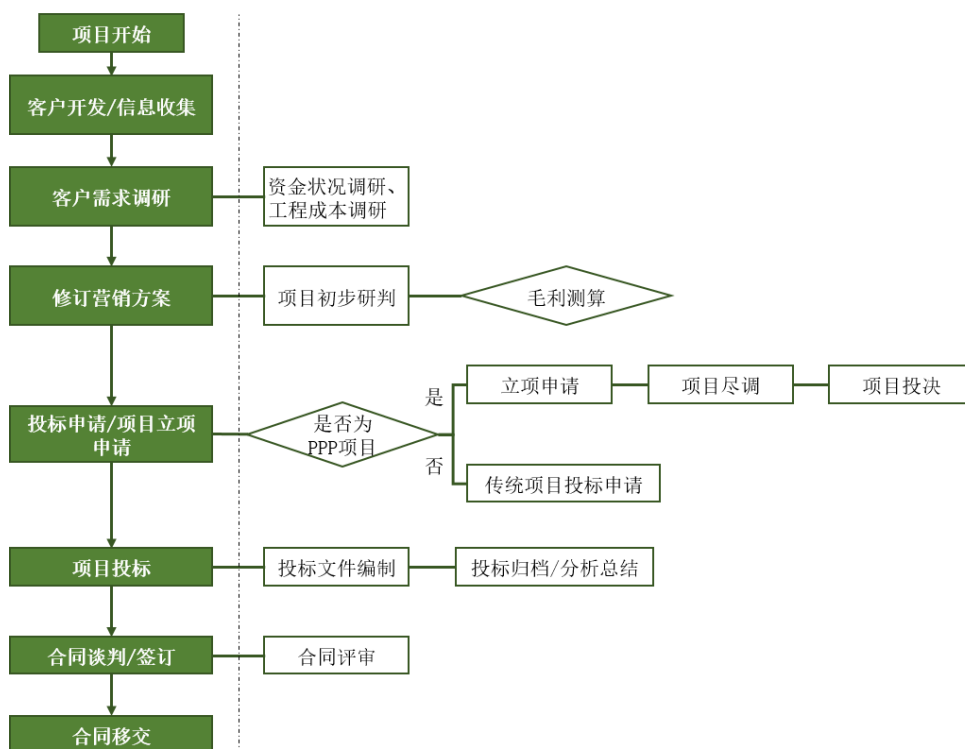 项目开始
客户开发/信息收集
客户需求调研
资金状况调研、
工程成本调研
修订营销方案
项目初步研判
毛利测算
投标申请/项目立项
申请
是否为
PPP项目
是
否
立项申请
项目尽调
项目投决
传统项目投标申请
项目投标
投标文件编制
投标归档/分析总结
合同谈判/签订
合同评审
合同移交